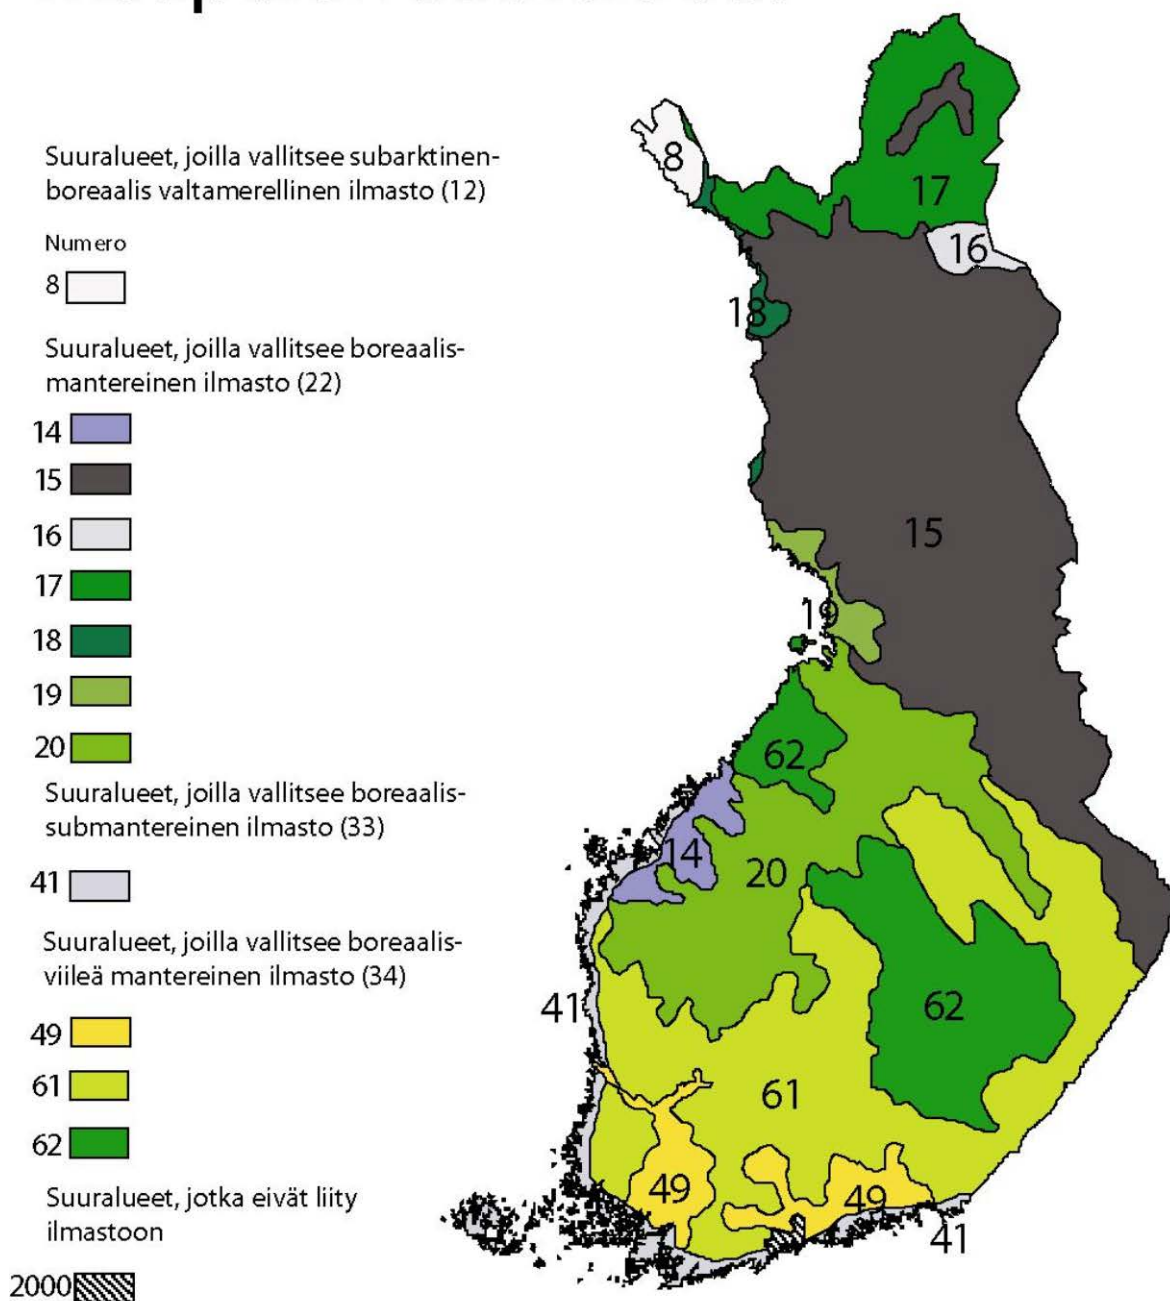 Suuralueet, joilla vallitsee subarktinen-
boreaalis valtamerellinen ilmasto (12)
Numero
8
Suuralueet, joilla vallitsee boreaalis-
mantereinen ilmasto (22)
14
15
16
17
18
19
20
Suuralueet, joilla vallitsee boreaalis-
submantereinen ilmasto (33)
41
Suuralueet, joilla vallitsee boreaalis-
viileä mantereinen ilmasto (34)
49
61
62
Suuralueet, jotka eivät liity
ilmastoon
2000
8
17
16
18
15
19
62
14
20
41
62
61
49
49
41